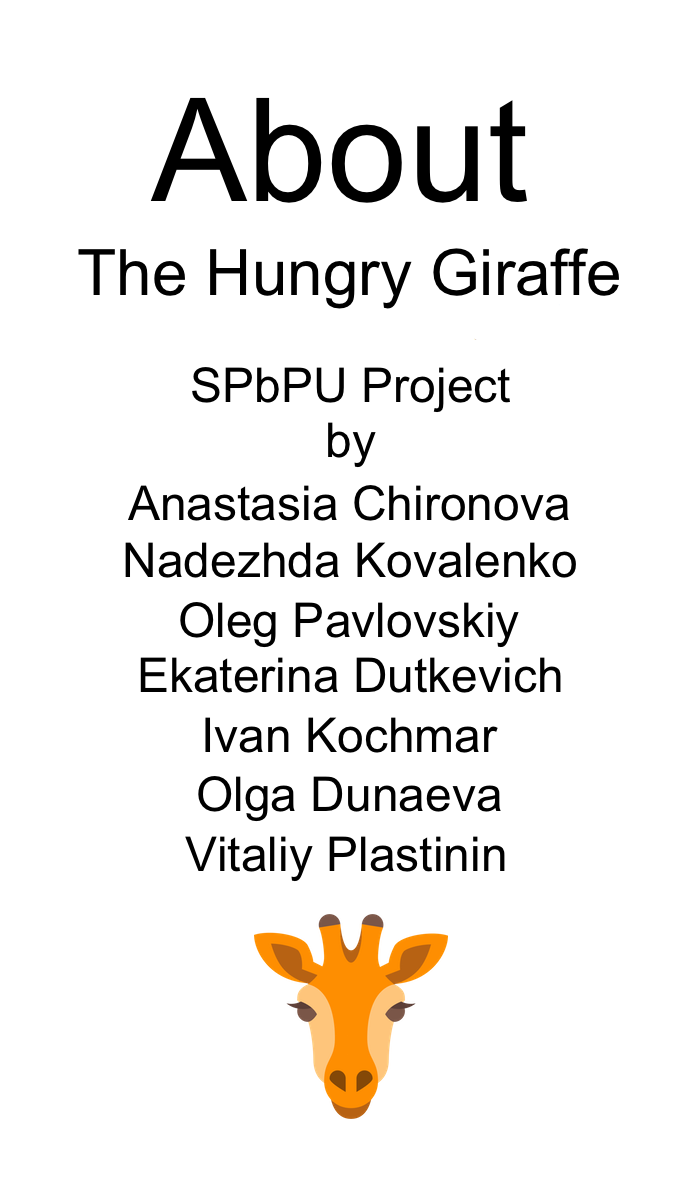 About
The Hungry Giraffe
SPbPU Project
by
Anastasia Chironova
Nadezhda Kovalenko
Oleg Pavlovskiy
Ekaterina Dutkevich
Ivan Kochmar
Olga Dunaeva
Vitaliy Plastinin